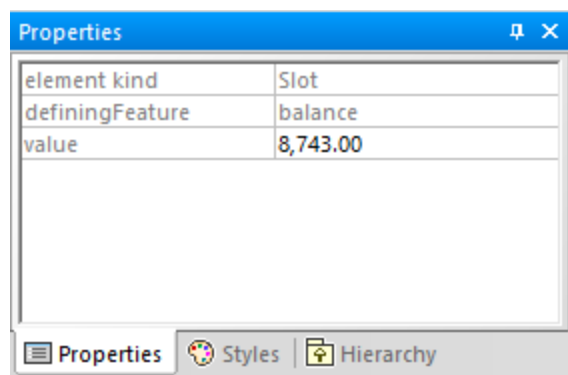 Properties
element kind Slot
definingFeature balance
value 8,743.00
Properties Styles Hierarchy